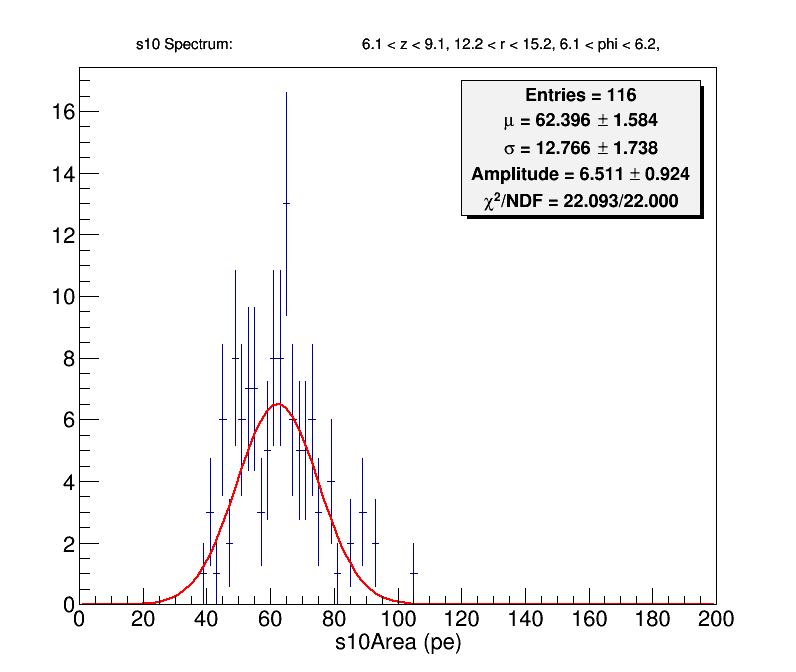 s10 Spectrum: 6.1 < z < 9.1, 12.2 < r < 15.2, 6.1 < phi < 6.2,
Entries = 116
μ = 62.396 ± 1.584
σ = 12.766 ± 1.738
Amplitude = 6.511 ± 0.924
χ²/NDF = 22.093/22.000
16
14
12
10
8
6
4
2
0
0 20 40 60 80 100 120 140 160 180 200
s10Area (pe)